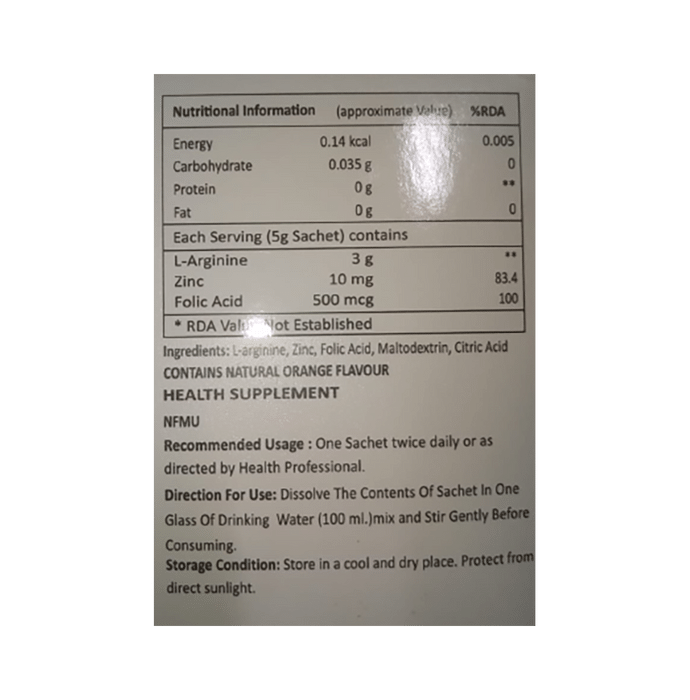 Nutritional Information (approximate Value) %RDA
Energy 0.14 kcal 0.005
Carbohydrate 0.035 g 0
Protein 0 g **
Fat 0 g 0
Each Serving (5g Sachet) contains
L-Arginine 3 g **
Zinc 10 mg 83.4
Folic Acid 500 mcg 100
* RDA Not Established
Ingredients: L-arginine, Zinc, Folic Acid, Maltodextrin, Citric Acid
CONTAINS NATURAL ORANGE FLAVOUR
HEALTH SUPPLEMENT
NFMU
Recommended Usage : One Sachet twice daily or as
directed by Health Professional.
Direction For Use: Dissolve The Contents Of Sachet In One
Glass Of Drinking Water (100 ml.)mix and Stir Gently Before
Consuming.
Storage Condition: Store in a cool and dry place. Protect from
direct sunlight.